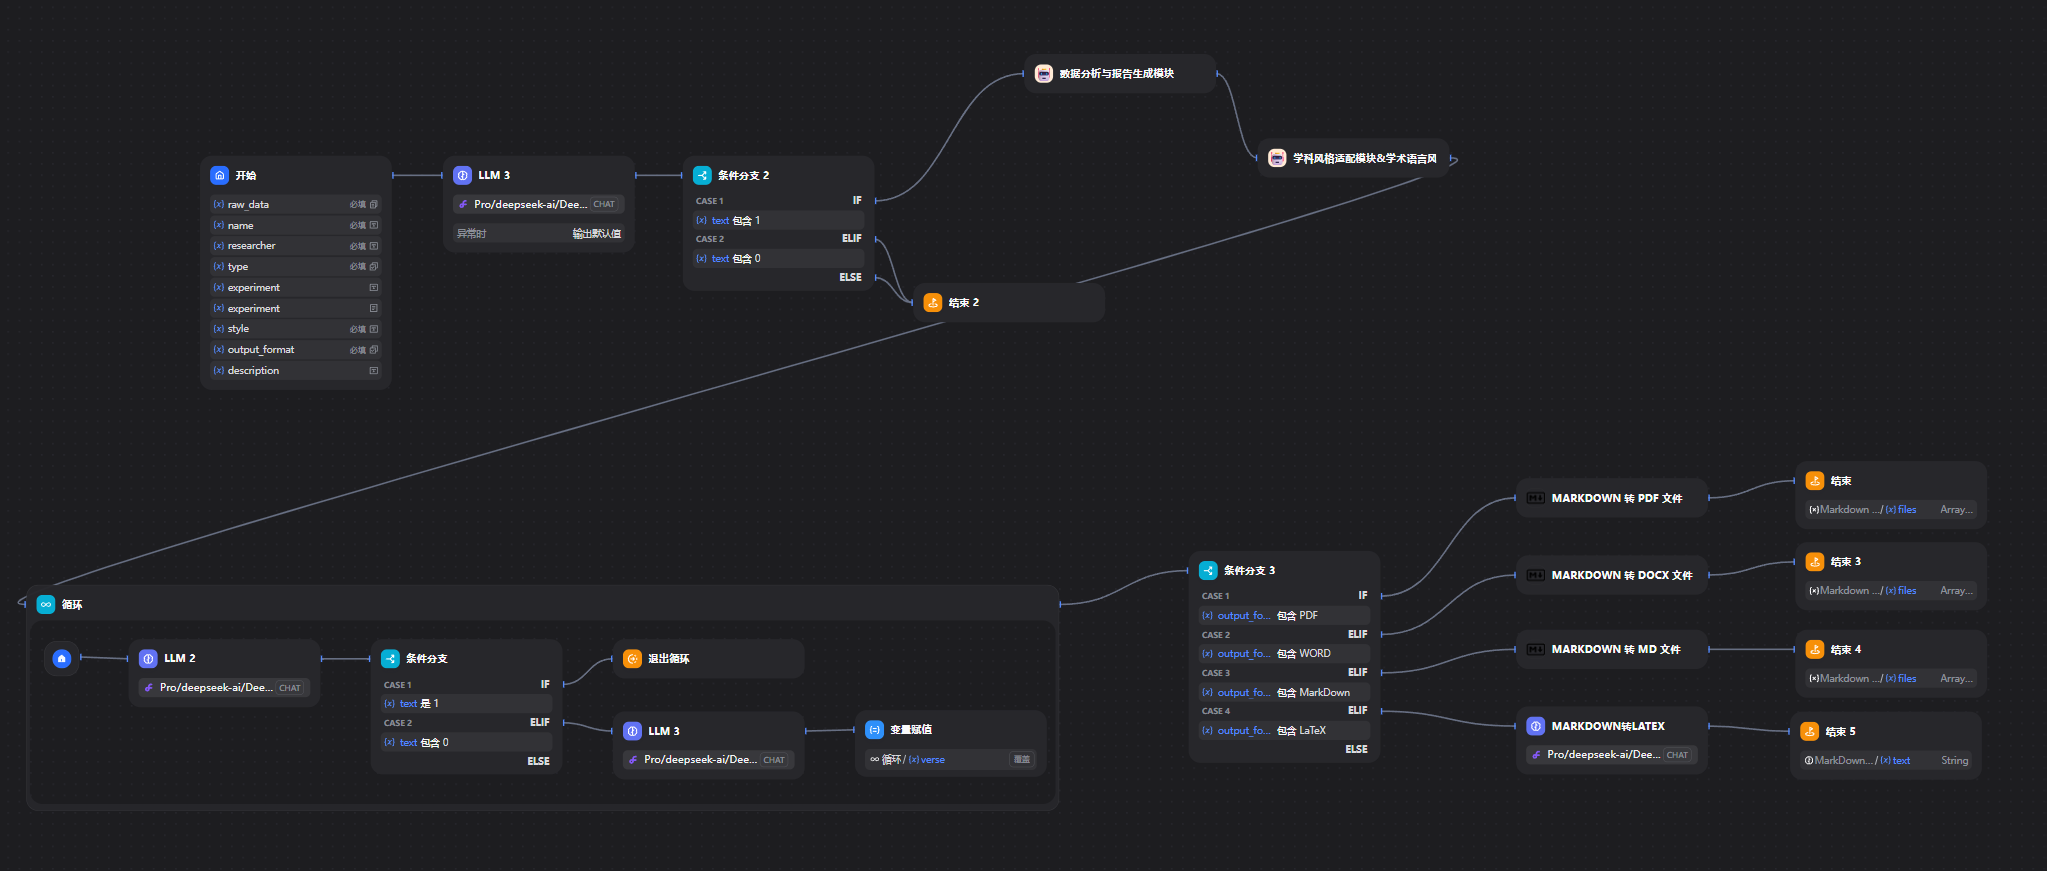 数据分析与报告生成模块
学科风格适配模块&学术语言风
开始
raw_data 必填
name 必填
researcher 必填
type 必填
experiment
experiment
style 必填
output_format 必填
description
LLM 3
Pro/deepseek-ai/Dee... CHAT
异常时 输出默认值
条件分支 2
CASE 1 IF
{x} text 包含 1
CASE 2 ELIF
{x} text 包含 0
ELSE
结束 2
循环
LLM 2
Pro/deepseek-ai/Dee... CHAT
条件分支
CASE 1 IF
{x} text 是 1
CASE 2 ELIF
{x} text 包含 0
ELSE
退出循环
LLM 3
Pro/deepseek-ai/Dee... CHAT
变量赋值
循环 / {x} verse 覆盖
条件分支 3
CASE 1 IF
{x} output_fo... 包含 PDF
CASE 2 ELIF
{x} output_fo... 包含 WORD
CASE 3 ELIF
{x} output_fo... 包含 MarkDown
CASE 4 ELIF
{x} output_fo... 包含 LaTeX
ELSE
MARKDOWN 转 PDF 文件
MARKDOWN 转 DOCX 文件
MARKDOWN 转 MD 文件
MARKDOWN转LATEX
Pro/deepseek-ai/Dee... CHAT
结束
Markdown .../ {x} files Array...
结束 3
Markdown .../ {x} files Array...
结束 4
Markdown .../ {x} files Array...
结束 5
MarkDown... / {x} text String